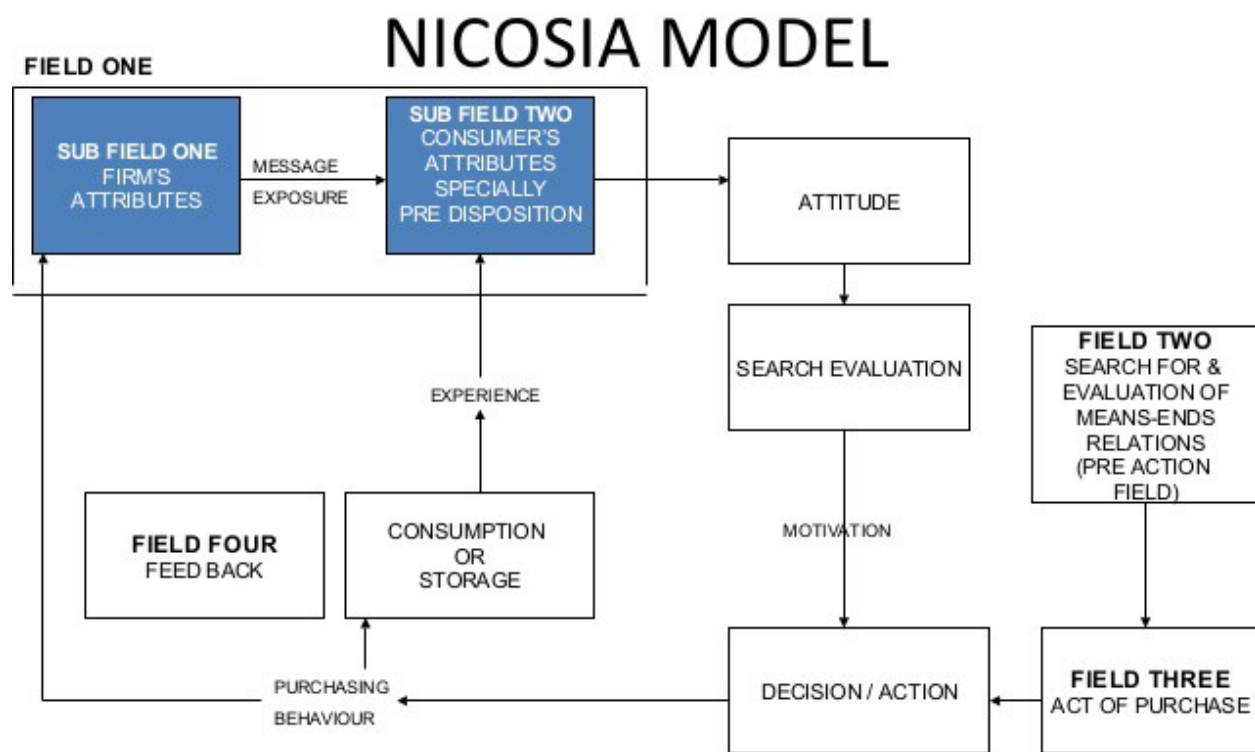 NICOSIA MODEL
FIELD ONE
SUB FIELD ONE
FIRM'S
ATTRIBUTES
MESSAGE
EXPOSURE
SUB FIELD TWO
CONSUMER'S
ATTRIBUTES
SPECIALLY
PRE DISPOSITION
ATTITUDE
SEARCH EVALUATION
FIELD TWO
SEARCH FOR &
EVALUATION OF
MEANS-ENDS
RELATIONS
(PRE ACTION
FIELD)
EXPERIENCE
FIELD FOUR
FEED BACK
CONSUMPTION
OR
STORAGE
MOTIVATION
PURCHASING
BEHAVIOUR
DECISION / ACTION
FIELD THREE
ACT OF PURCHASE